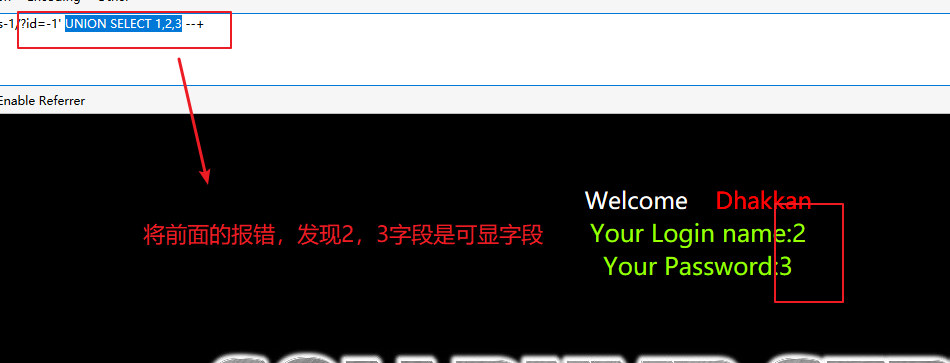 s-1/?id=-1' UNION SELECT 1,2,3 --+
Enable Referrer
Welcome Dhakkan
将前面的报错，发现2，3字段是可显字段
Your Login name:2
Your Password:3